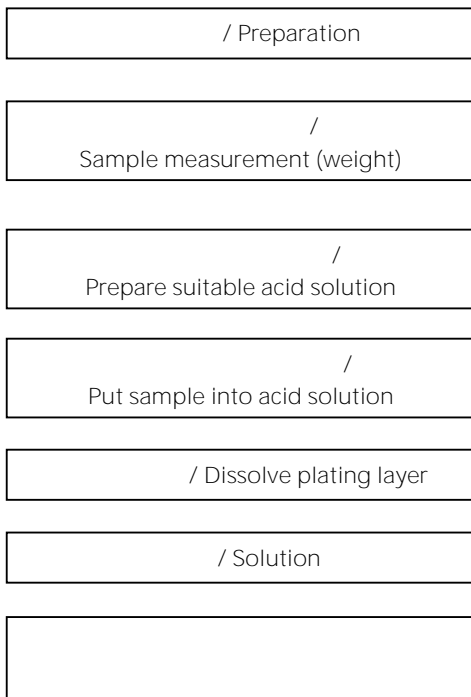 / Preparation
/
Sample measurement (weight)
/
Prepare suitable acid solution
/
Put sample into acid solution
/ Dissolve plating layer
/ Solution